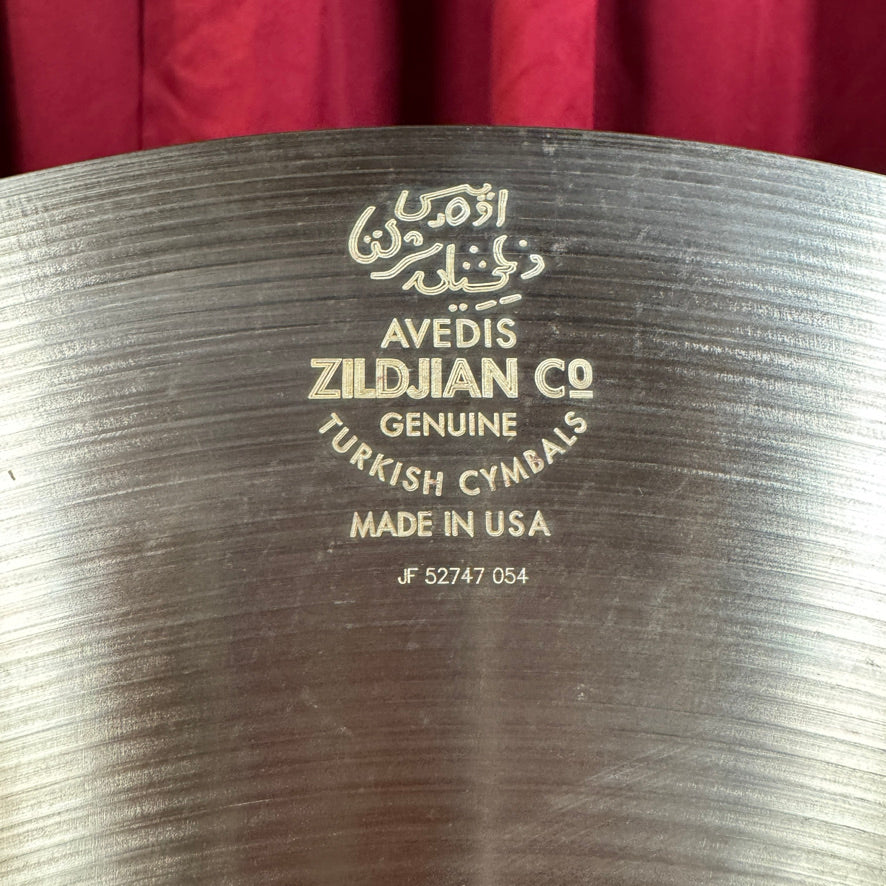 AVEDIS
ZILDJIAN Co
GENUINE
TURKISH CYMBALS
MADE IN USA
JF 52747 054